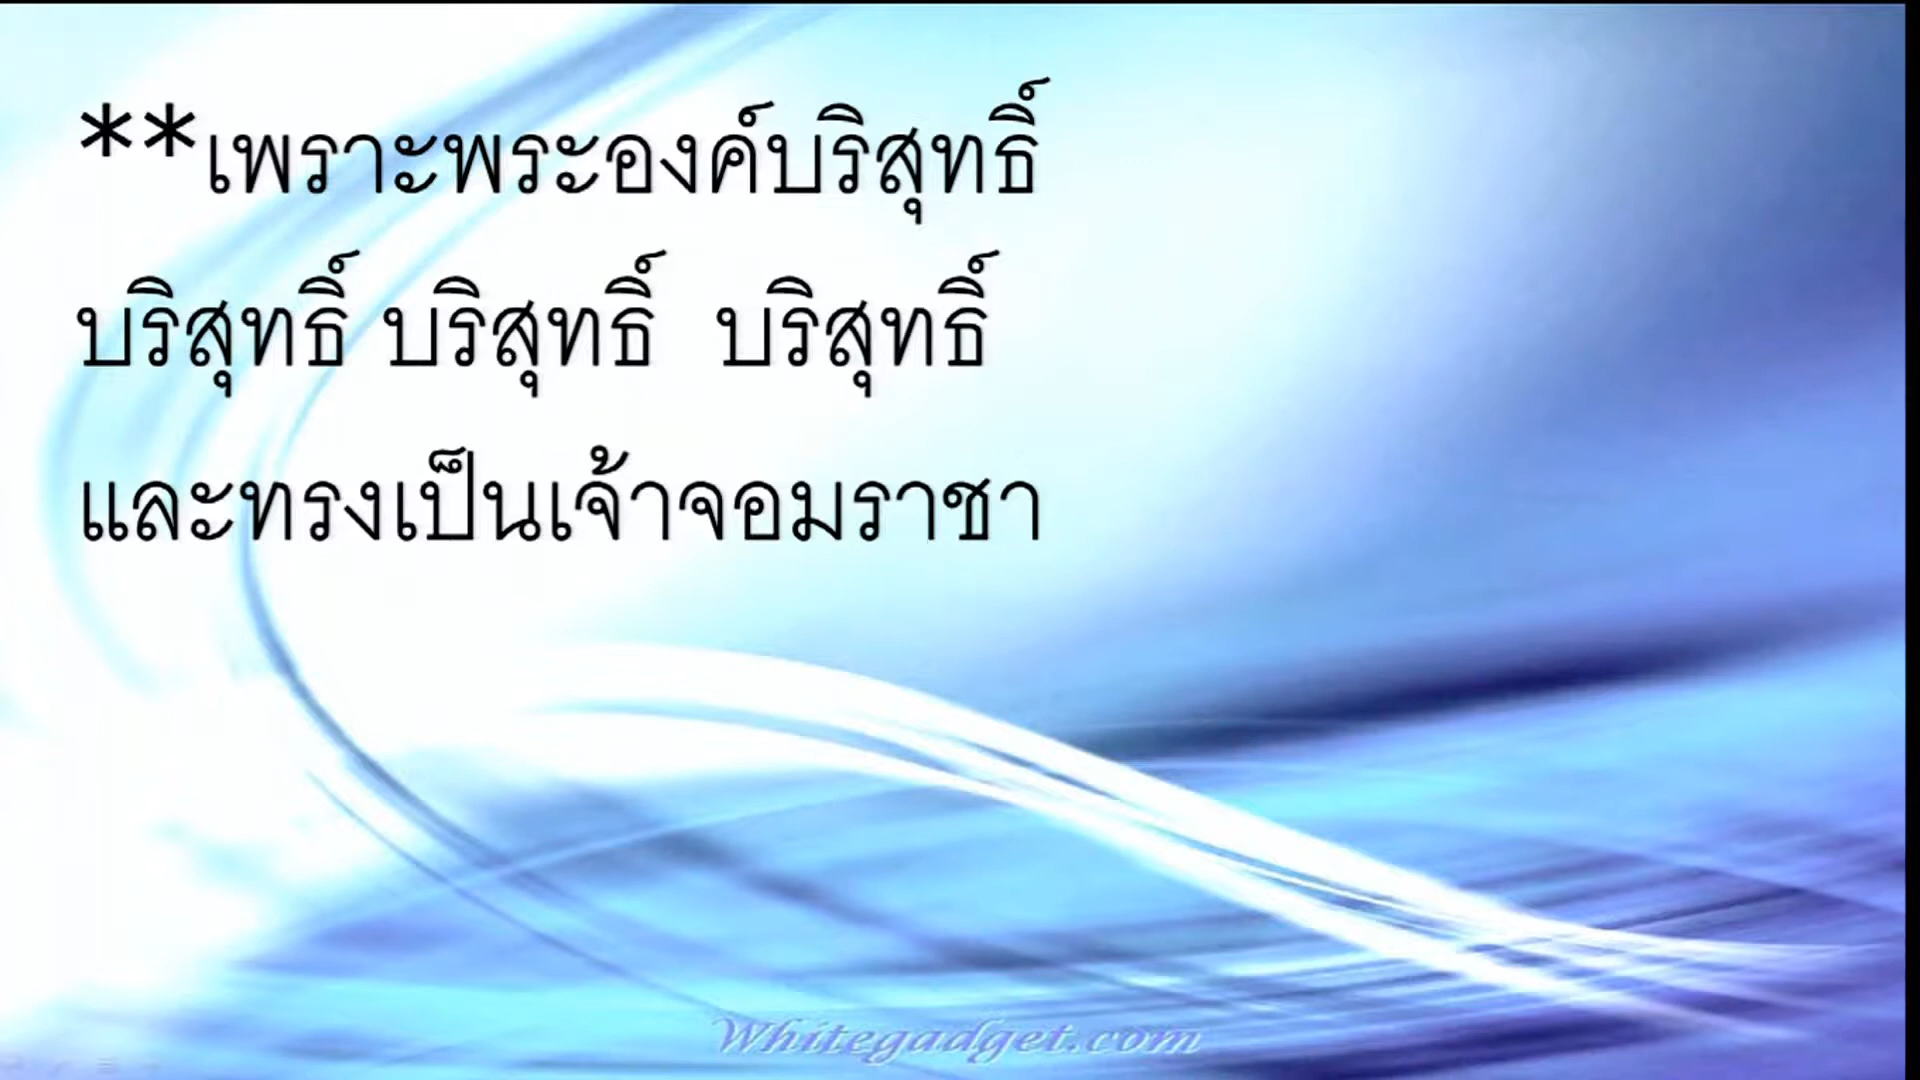 **เพราะพระองค์บริสุทธิ์
บริสุทธิ์ บริสุทธิ์  บริสุทธิ์
และทรงเป็นเจ้าจอมราชา
Whitegadget.com